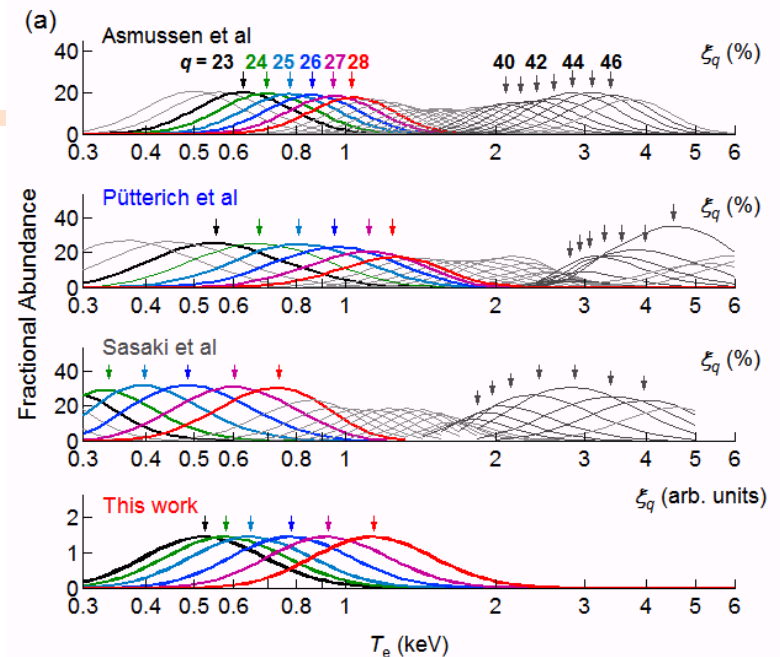 (a)
Asmussen et al
ξq (%)
q = 23 24 25 26 27 28
40 42 44 46
40
20
0
0.3 0.4 0.5 0.6 0.8 1 2 3 4 5 6
Pütterich et al
ξq (%)
40
20
0
0.3 0.4 0.5 0.6 0.8 1 2 3 4 5 6
Fractional Abundance
Sasaki et al
ξq (%)
40
20
0
0.3 0.4 0.5 0.6 0.8 1 2 3 4 5 6
This work
ξq (arb. units)
2
1
0
0.3 0.4 0.5 0.6 0.8 1 2 3 4 5 6
Te (keV)